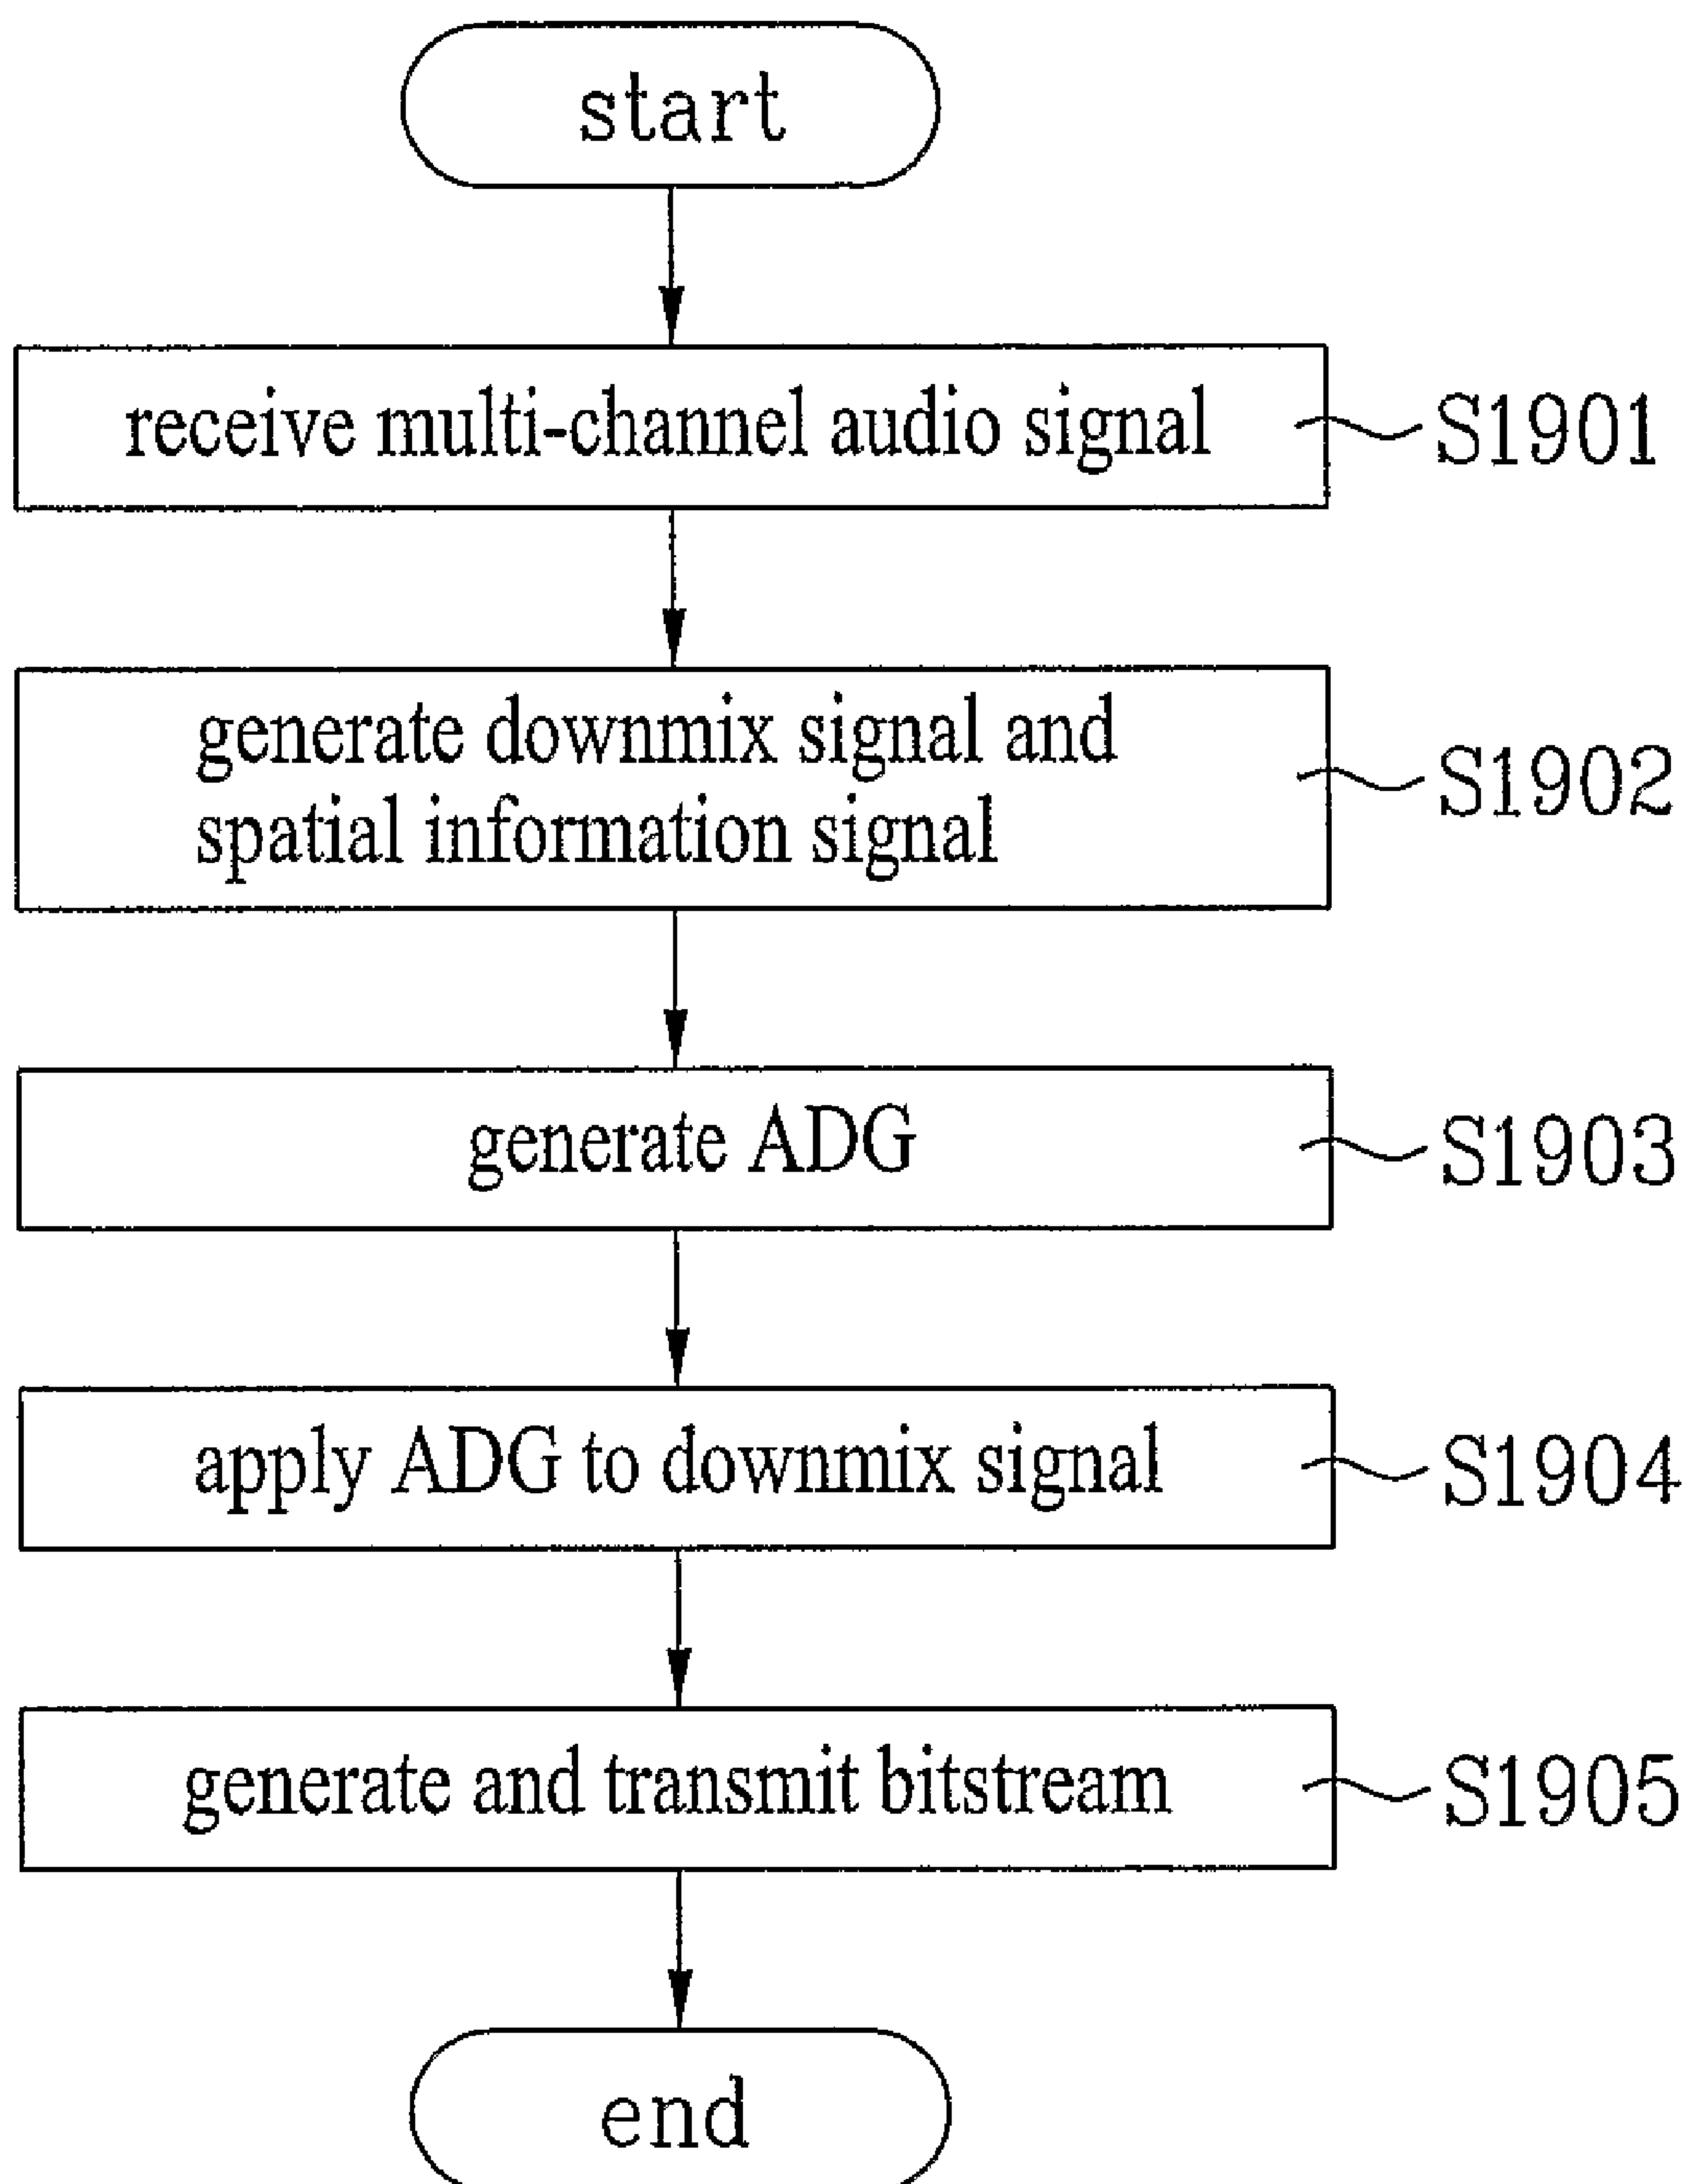 start
receive multi-channel audio signal
S1901
generate downmix signal and
spatial information signal
S1902
generate ADG
S1903
apply ADG to downmix signal
S1904
generate and transmit bitstream
S1905
end